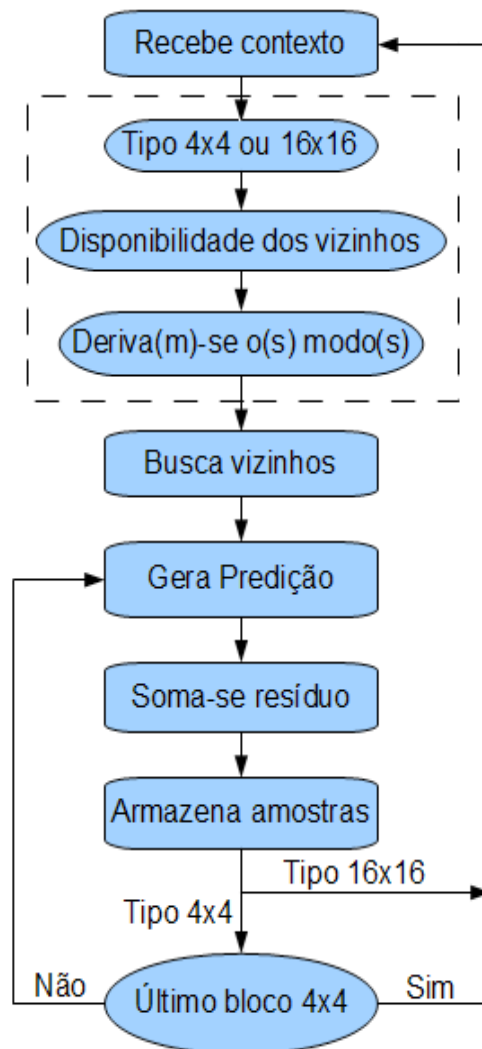 Recebe contexto
Tipo 4x4 ou 16x16
Disponibilidade dos vizinhos
Deriva(m)-se o(s) modo(s)
Busca vizinhos
Gera Predição
Soma-se resíduo
Armazena amostras
Tipo 16x16
Tipo 4x4
Não
Último bloco 4x4
Sim